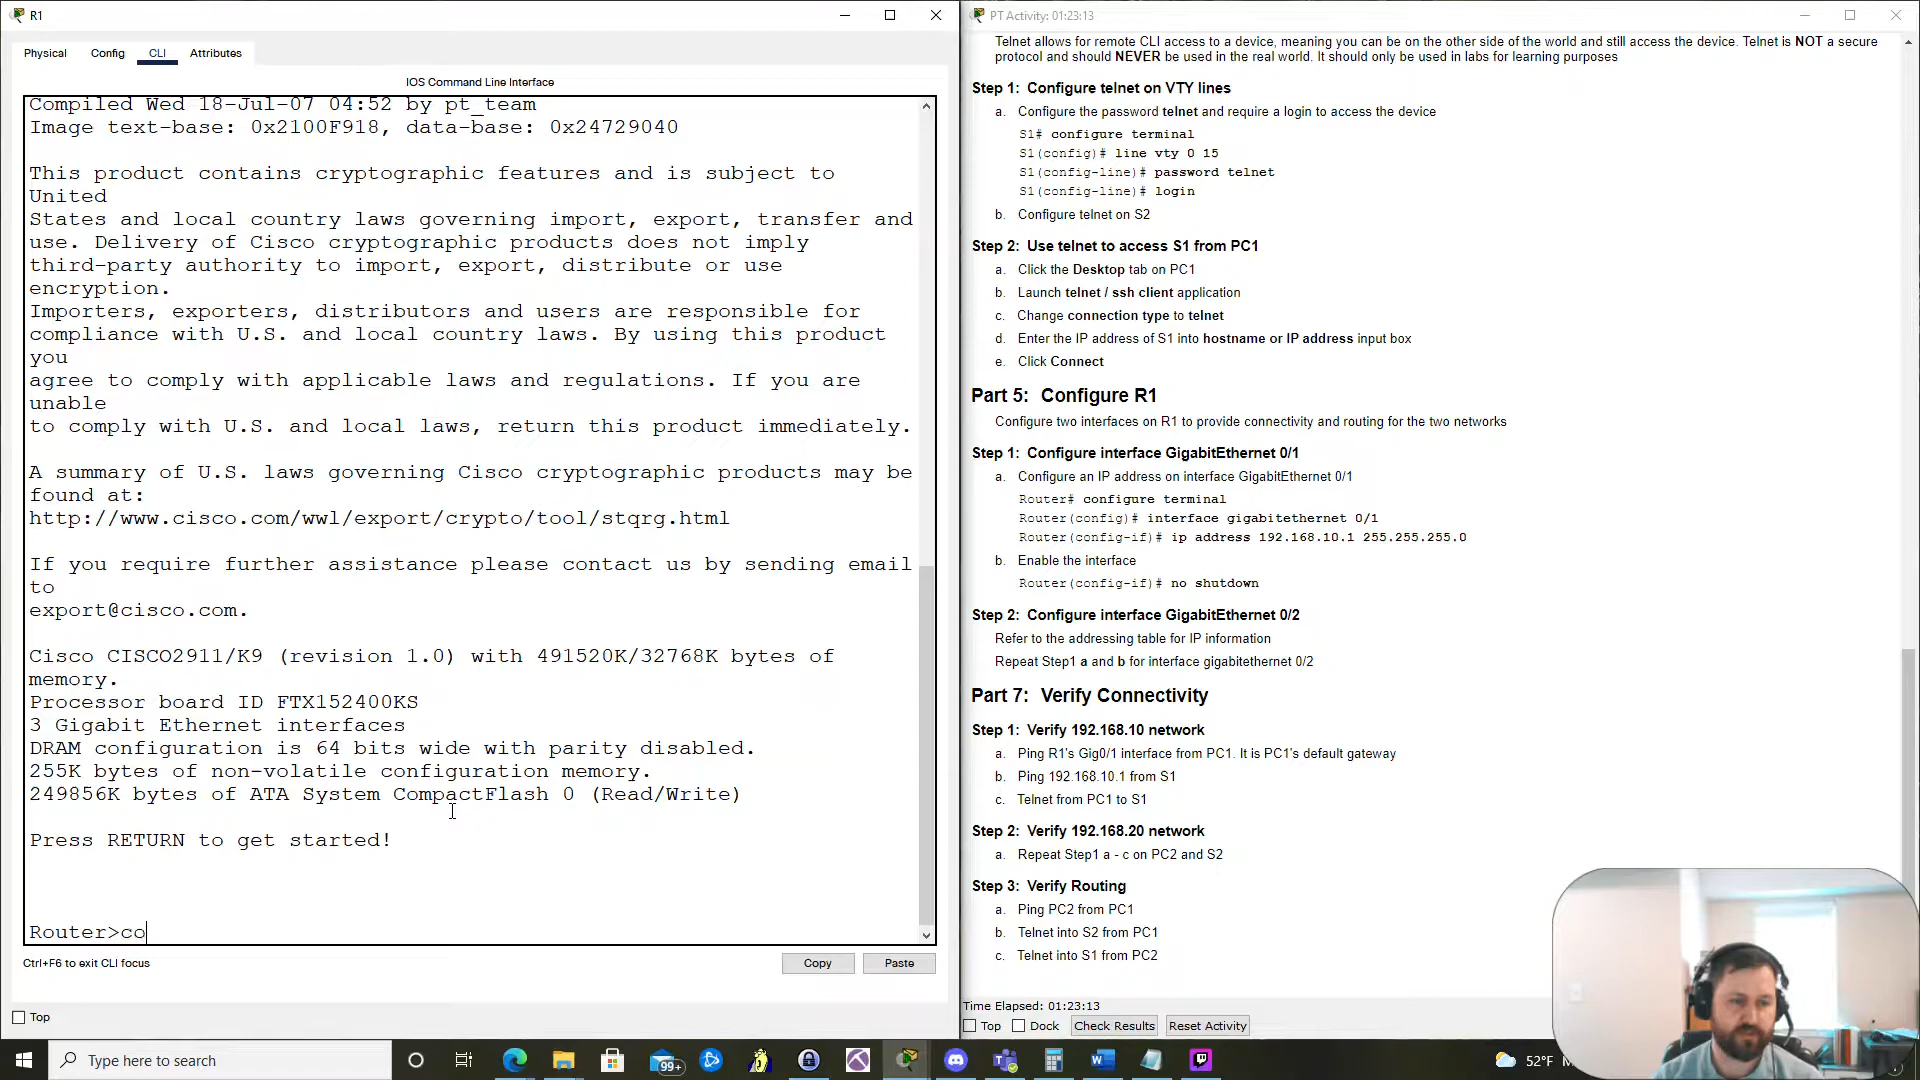 R1
Physical
Config
CLI
Attributes
IOS Command Line Interface
Compiled Wed 18-Jul-07 04:52 by pt_team
Image text-base: 0x2100F918, data-base: 0x24729040
This product contains cryptographic features and is subject to
United
States and local country laws governing import, export, transfer and
use. Delivery of Cisco cryptographic products does not imply
third-party authority to import, export, distribute or use
encryption.
Importers, exporters, distributors and users are responsible for
compliance with U.S. and local country laws. By using this product
you
agree to comply with applicable laws and regulations. If you are
unable
to comply with U.S. and local laws, return this product immediately.
A summary of U.S. laws governing Cisco cryptographic products may be
found at:
http://www.cisco.com/wwl/export/crypto/tool/stqrg.html
If you require further assistance please contact us by sending email
to
export@cisco.com.
Cisco CISCO2911/K9 (revision 1.0) with 491520K/32768K bytes of
memory.
Processor board ID FTX152400KS
3 Gigabit Ethernet interfaces
DRAM configuration is 64 bits wide with parity disabled.
255K bytes of non-volatile configuration memory.
249856K bytes of ATA System CompactFlash 0 (Read/Write)
Press RETURN to get started!
Router>co
Ctrl+F6 to exit CLI focus
Copy
Paste
Top
PT Activity: 01:23:13
Telnet allows for remote CLI access to a device, meaning you can be on the other side of the world and still access the device. Telnet is NOT a secure
protocol and should NEVER be used in the real world. It should only be used in labs for learning purposes
Step 1: Configure telnet on VTY lines
a. Configure the password telnet and require a login to access the device
S1# configure terminal
S1(config)# line vty 0 15
S1(config-line)# password telnet
S1(config-line)# login
b. Configure telnet on S2
Step 2: Use telnet to access S1 from PC1
a. Click the Desktop tab on PC1
b. Launch telnet / ssh client application
c. Change connection type to telnet
d. Enter the IP address of S1 into hostname or IP address input box
e. Click Connect
Part 5: Configure R1
Configure two interfaces on R1 to provide connectivity and routing for the two networks
Step 1: Configure interface GigabitEthernet 0/1
a. Configure an IP address on interface GigabitEthernet 0/1
Router# configure terminal
Router(config)# interface gigabitethernet 0/1
Router(config-if)# ip address 192.168.10.1 255.255.255.0
b. Enable the interface
Router(config-if)# no shutdown
Step 2: Configure interface GigabitEthernet 0/2
Refer to the addressing table for IP information
Repeat Step1 a and b for interface gigabitethernet 0/2
Part 7: Verify Connectivity
Step 1: Verify 192.168.10 network
a. Ping R1's Gig0/1 interface from PC1. It is PC1's default gateway
b. Ping 192.168.10.1 from S1
c. Telnet from PC1 to S1
Step 2: Verify 192.168.20 network
a. Repeat Step1 a - c on PC2 and S2
Step 3: Verify Routing
a. Ping PC2 from PC1
b. Telnet into S2 from PC1
c. Telnet into S1 from PC2
Time Elapsed: 01:23:13
Top
Dock
Check Results
Reset Activity
Type here to search
99+
52°F